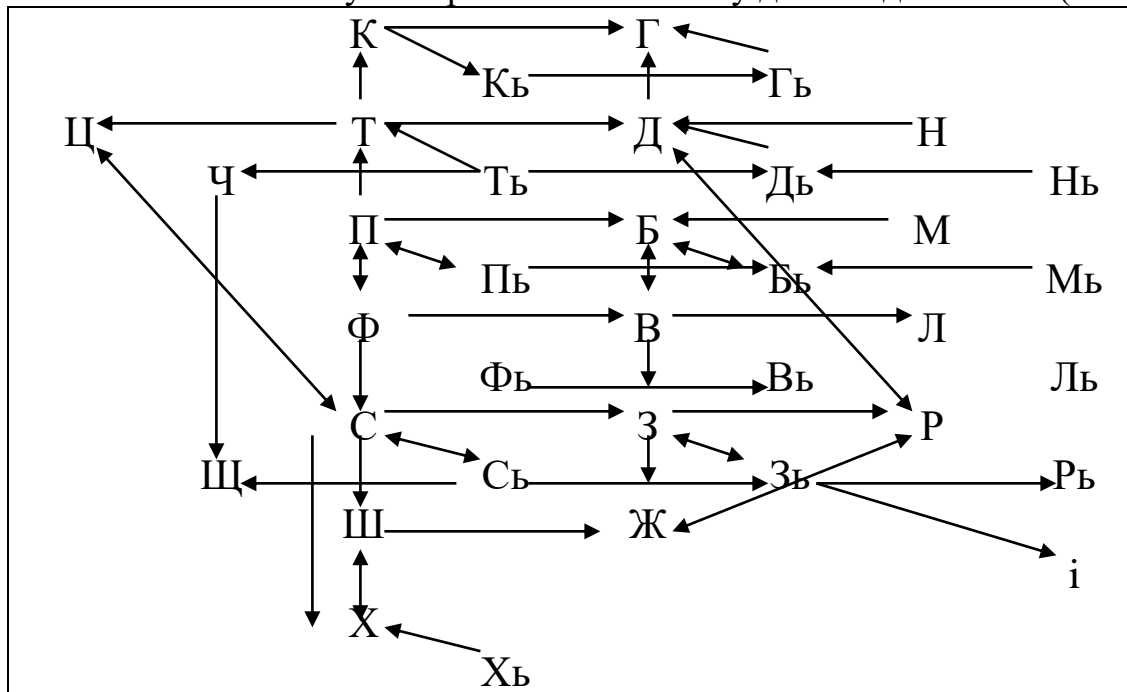 К Г
Кь Гь
Ц Т Д Н
Ч Ть Дь Нь
П Б М
Пь Бь Мь
Ф В Л
Фь Вь Ль
С З Р
Щ Сь Зь Рь
Ш Ж
і
Х
Хь